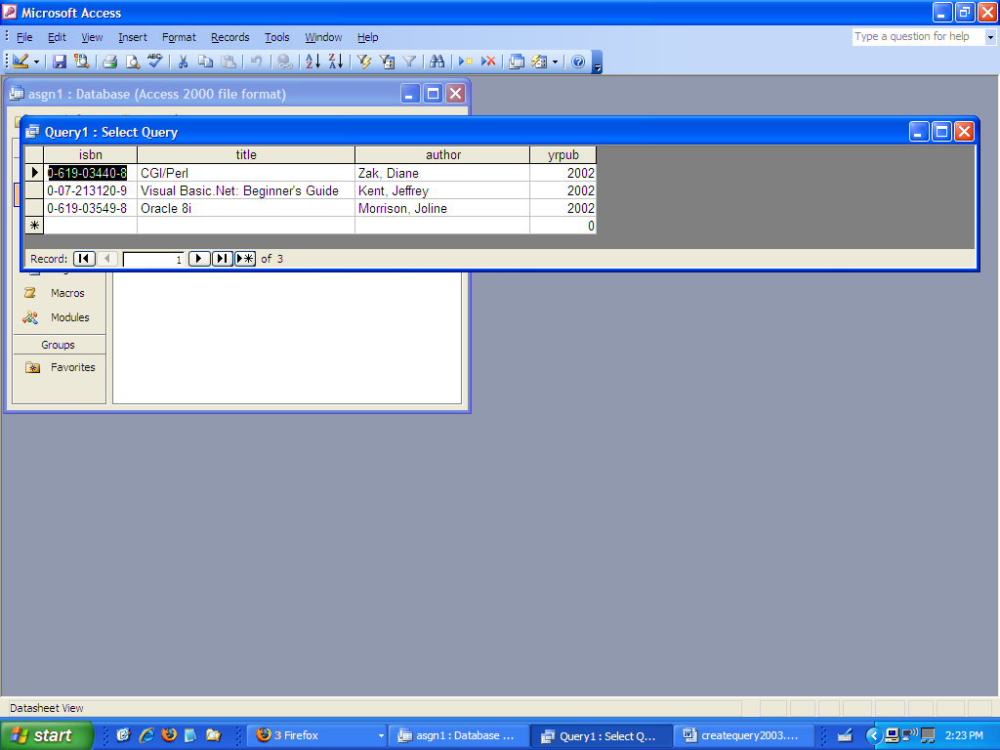 Microsoft Access
File Edit View Insert Format Records Tools Window Help
Type a question for help
asgn1 : Database (Access 2000 file format)
Query1 : Select Query
isbn title author yrpub
0-619-03440-8 CGI/Perl Zak, Diane 2002
0-07-213120-9 Visual Basic.Net: Beginner's Guide Kent, Jeffrey 2002
0-619-03549-8 Oracle 8i Morrison, Joline 2002
0
Record: 1 of 3
Macros
Modules
Groups
Favorites
Datasheet View
start 3 Firefox asgn1 : Database ... Query1 : Select Q... createquery2003.... 2:23 PM